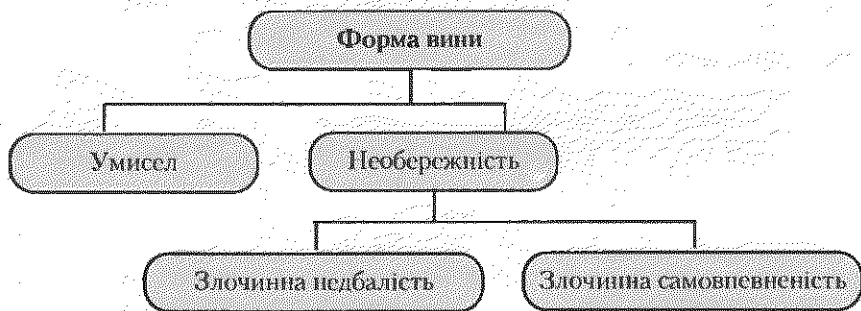 Форма вини
Умисел
Необережність
Злочинна недбалість
Злочинна самовпевненість